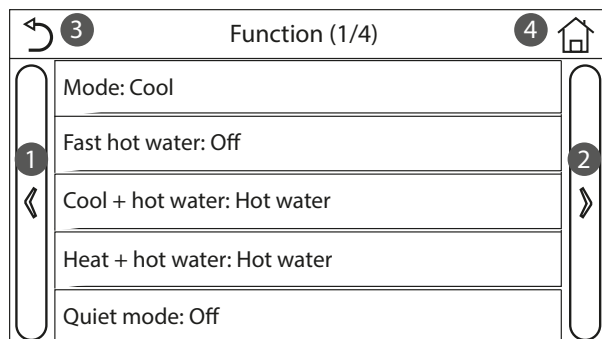 3
Function (1/4)
4
Mode: Cool
Fast hot water: Off
1
2
Cool + hot water: Hot water
Heat + hot water: Hot water
Quiet mode: Off